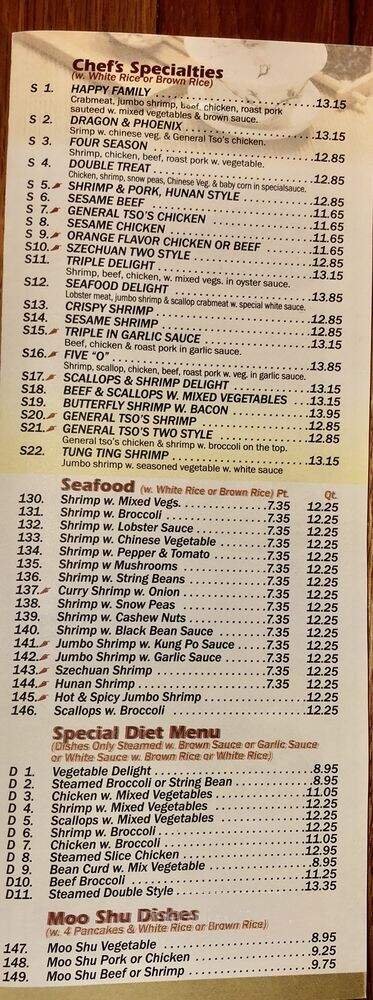 Chef's Specialties
(w. White Rice or Brown Rice)
S 1. HAPPY FAMILY 13.15
Crabmeat, jumbo shrimp, beef, chicken, roast pork
sauteed w. mixed vegetables & brown sauce.
S 2. DRAGON & PHOENIX 13.15
Srimp w. chinese veg. & General Tso's chicken.
S 3. FOUR SEASON 12.85
Shrimp, chicken, beef, roast pork w. vegetable.
S 4. DOUBLE TREAT 12.85
Chicken, shrimp, snow peas, Chinese Veg. & baby corn in specialsauce.
S 5. SHRIMP & PORK, HUNAN STYLE 12.85
S 6. SESAME BEEF 11.65
S 7. GENERAL TSO'S CHICKEN 11.65
S 8. SESAME CHICKEN 11.65
S 9. ORANGE FLAVOR CHICKEN OR BEEF 11.65
S10. SZECHUAN TWO STYLE 12.85
S11. TRIPLE DELIGHT 13.15
Shrimp, beef, chicken, w. mixed vegs. in oyster sauce.
S12. SEAFOOD DELIGHT 13.85
Lobster meat, jumbo shrimp & scallop crabmeat w. special white sauce.
S13. CRISPY SHRIMP 12.85
S14. SESAME SHRIMP 12.85
S15. TRIPLE IN GARLIC SAUCE 13.15
Beef, chicken & roast pork in garlic sauce.
S16. FIVE "O" 13.85
Shrimp, scallop, chicken, beef, roast pork w. veg. in garlic sauce.
S17. SCALLOPS & SHRIMP DELIGHT 13.15
S18. BEEF & SCALLOPS W. MIXED VEGETABLES 13.15
S19. BUTTERFLY SHRIMP W. BACON 13.95
S20. GENERAL TSO'S SHRIMP 12.85
S21. GENERAL TSO'S TWO STYLE 12.85
General tso's chicken & shrimp w. broccoli on the top.
S22. TUNG TING SHRIMP 13.15
Jumbo shrimp w. seasoned vegetable w. white sauce
Seafood (w. White Rice or Brown Rice) Pt. Qt.
130. Shrimp w. Mixed Vegs. 7.35 12.25
131. Shrimp w. Broccoli 7.35 12.25
132. Shrimp w. Lobster Sauce 7.35 12.25
133. Shrimp w. Chinese Vegetable 7.35 12.25
134. Shrimp w. Pepper & Tomato 7.35 12.25
135. Shrimp w Mushrooms 7.35 12.25
136. Shrimp w. String Beans 7.35 12.25
137. Curry Shrimp w. Onion 7.35 12.25
138. Shrimp w. Snow Peas 7.35 12.25
139. Shrimp w. Cashew Nuts 7.35 12.25
140. Shrimp w. Black Bean Sauce 7.35 12.25
141. Jumbo Shrimp w. Kung Po Sauce 7.35 12.25
142. Jumbo Shrimp w. Garlic Sauce 7.35 12.25
143. Szechuan Shrimp 7.35 12.25
144. Hunan Shrimp 7.35 12.25
145. Hot & Spicy Jumbo Shrimp 12.25
146. Scallops w. Broccoli 12.25
Special Diet Menu
(Dishes Only Steamed w. Brown Sauce or Garlic Sauce
or White Sauce w. Brown Rice or White Rice)
D 1. Vegetable Delight 8.95
D 2. Steamed Broccoli or String Bean 8.95
D 3. Chicken w. Mixed Vegetables 11.05
D 4. Shrimp w. Mixed Vegetables 12.25
D 5. Scallops w. Mixed Vegetables 12.25
D 6. Shrimp w. Broccoli 12.25
D 7. Chicken w. Broccoli 11.05
D 8. Steamed Slice Chicken 12.95
D 9. Bean Curd w. Mix Vegetable 8.95
D10. Beef Broccoli 11.25
D11. Steamed Double Style 13.35
Moo Shu Dishes
(w. 4 Pancakes & White Rice or Brown Rice)
147. Moo Shu Vegetable 8.95
148. Moo Shu Pork or Chicken 9.25
149. Moo Shu Beef or Shrimp 9.75